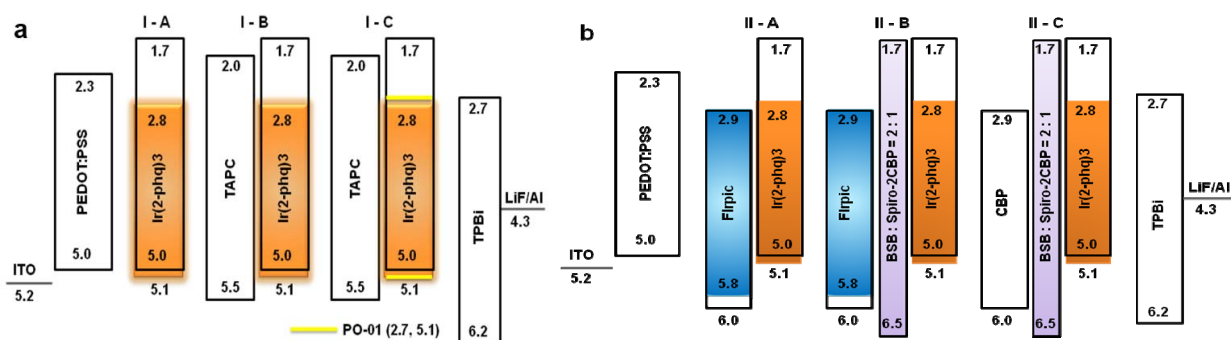 a
I - A
I - B
I - C
2.3
PEDOT:PSS
5.0
ITO
5.2
1.7
2.8
Ir(2-phq)3
5.0
5.1
2.0
TAPC
5.5
1.7
2.8
Ir(2-phq)3
5.0
5.1
2.0
TAPC
5.5
1.7
2.8
Ir(2-phq)3
5.0
5.1
2.7
TPBi
6.2
LiF/Al
4.3
PO-01 (2.7, 5.1)
b
II - A
II - B
II - C
2.3
PEDOT:PSS
5.0
ITO
5.2
2.9
FIrpic
5.8
6.0
1.7
2.8
Ir(2-phq)3
5.0
5.1
2.9
FIrpic
5.8
6.0
1.7
BSB : Spiro-2CBP = 2 : 1
6.5
1.7
2.8
Ir(2-phq)3
5.0
5.1
2.9
CBP
6.0
1.7
BSB : Spiro-2CBP = 2 : 1
6.5
1.7
2.8
Ir(2-phq)3
5.0
5.1
2.7
TPBi
6.2
LiF/Al
4.3